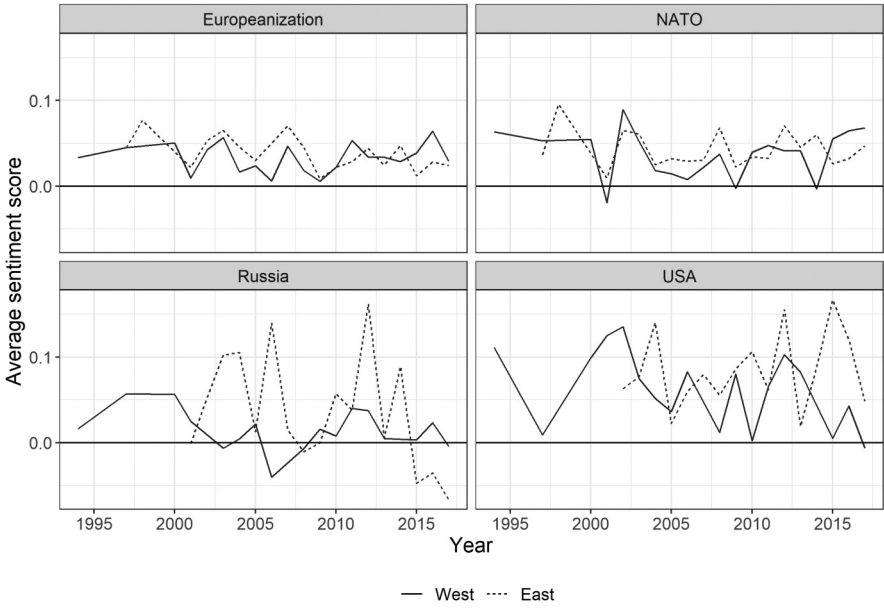 Europeanization NATO
0.1
0.0
Russia USA
0.1
0.0
Average sentiment score
1995 2000 2005 2010 2015 1995 2000 2005 2010 2015
Year
West East